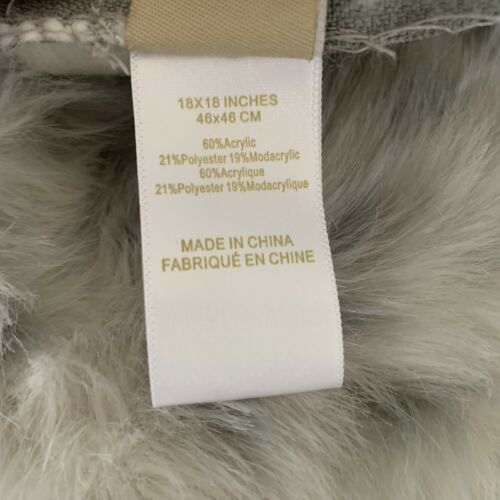 18X18 INCHES
46x46 CM
60%Acrylic
21%Polyester 19%Modacrylic
60%Acrylique
21%Polyester 19%Modacrylique
MADE IN CHINA
FABRIQUÉ EN CHINE